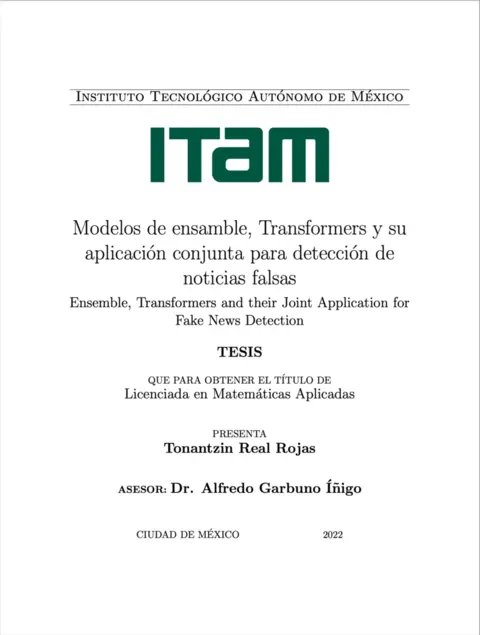 Instituto Tecnológico Autónomo de México
ITAM
Modelos de ensamble, Transformers y su
aplicación conjunta para detección de
noticias falsas
Ensemble, Transformers and their Joint Application for
Fake News Detection
TESIS
QUE PARA OBTENER EL TÍTULO DE
Licenciada en Matemáticas Aplicadas
PRESENTA
Tonantzin Real Rojas
ASESOR: Dr. Alfredo Garbuno Íñigo
CIUDAD DE MÉXICO 2022